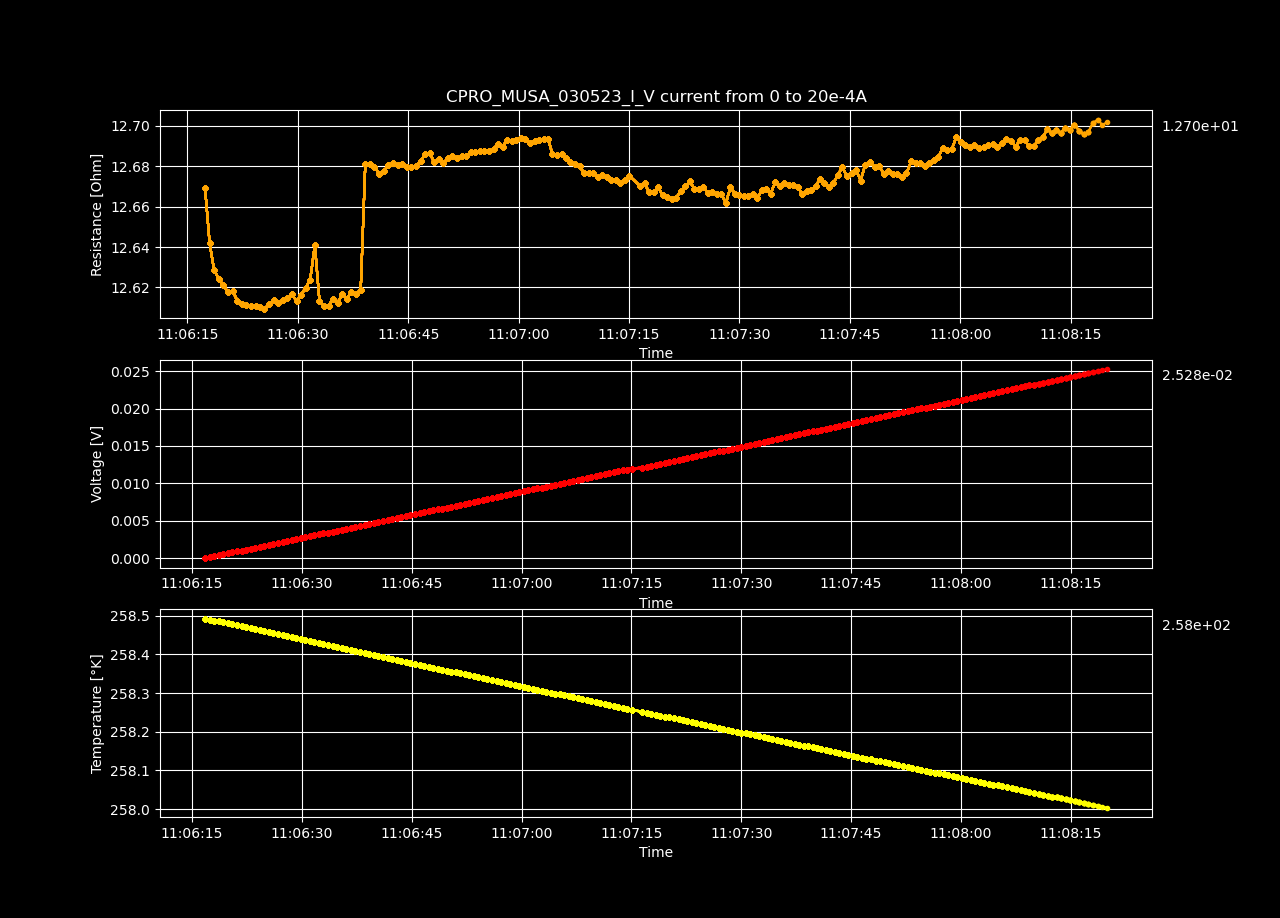 CPRO_MUSA_030523_I_V current from 0 to 20e-4A
12.70
12.68
12.66
12.64
12.62
Resistance [Ohm]
1.270e+01
11:06:15 11:06:30 11:06:45 11:07:00 11:07:15 11:07:30 11:07:45 11:08:00 11:08:15
Time
0.025
0.020
0.015
0.010
0.005
0.000
Voltage [V]
2.528e-02
11:06:15 11:06:30 11:06:45 11:07:00 11:07:15 11:07:30 11:07:45 11:08:00 11:08:15
Time
258.5
258.4
258.3
258.2
258.1
258.0
Temperature [°K]
2.58e+02
11:06:15 11:06:30 11:06:45 11:07:00 11:07:15 11:07:30 11:07:45 11:08:00 11:08:15
Time